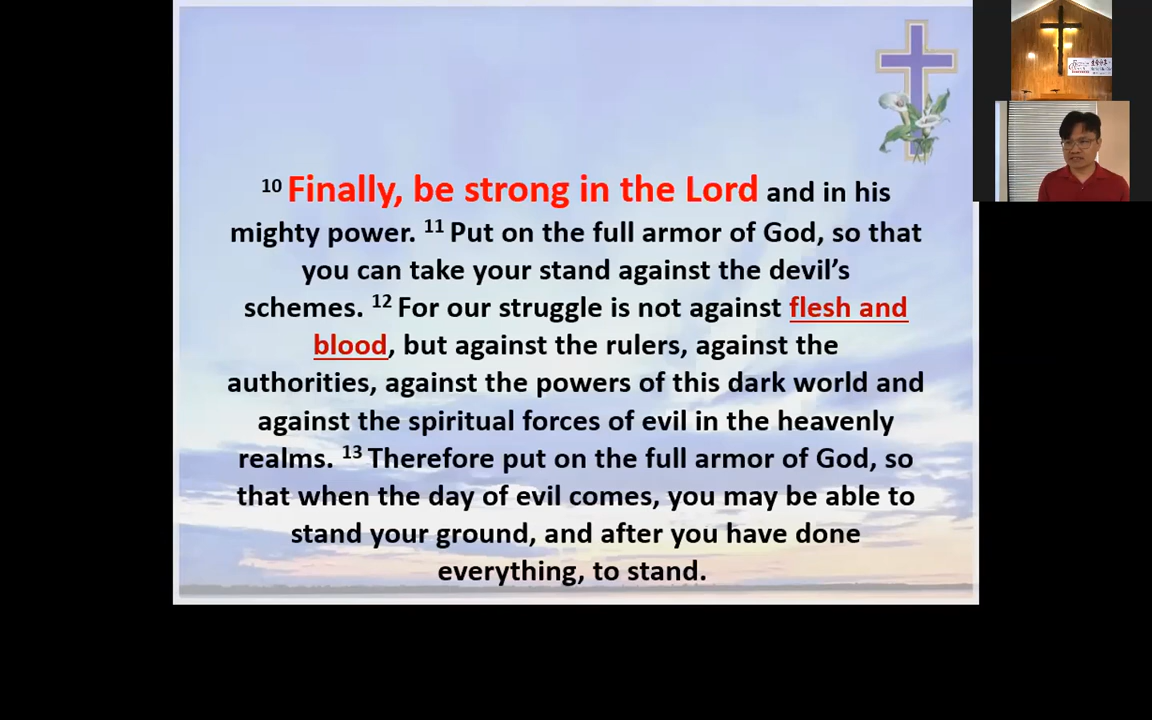 10 Finally, be strong in the Lord and in his
mighty power. 11 Put on the full armor of God, so that
you can take your stand against the devil’s
schemes. 12 For our struggle is not against flesh and
blood, but against the rulers, against the
authorities, against the powers of this dark world and
against the spiritual forces of evil in the heavenly
realms. 13 Therefore put on the full armor of God, so
that when the day of evil comes, you may be able to
stand your ground, and after you have done
everything, to stand.